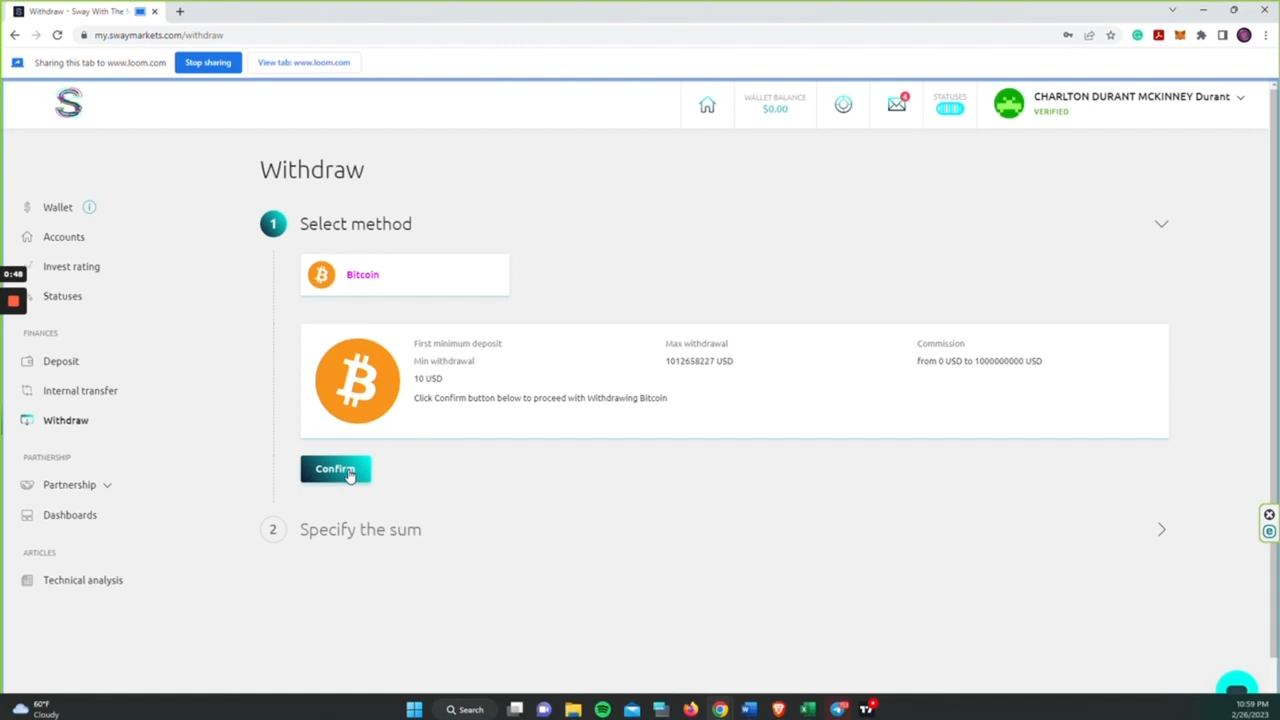 Withdraw - Sway With The
my.swaymarkets.com/withdraw
Sharing this tab to www.loom.com
Stop sharing
View tab: www.loom.com
S
WALLET BALANCE
$0.00
4
STATUSES
CHARLTON DURANT MCKINNEY Durant
VERIFIED
Withdraw
1
Select method
Bitcoin
First minimum deposit
Min withdrawal
10 USD
Max withdrawal
1012658227 USD
Commission
from 0 USD to 1000000000 USD
Click Confirm button below to proceed with Withdrawing Bitcoin
Confirm
2
Specify the sum
Wallet
Accounts
0:48
Invest rating
Statuses
FINANCES
Deposit
Internal transfer
Withdraw
PARTNERSHIP
Partnership
Dashboards
ARTICLES
Technical analysis
60°F
Cloudy
Search
10:59 PM
2/26/2023